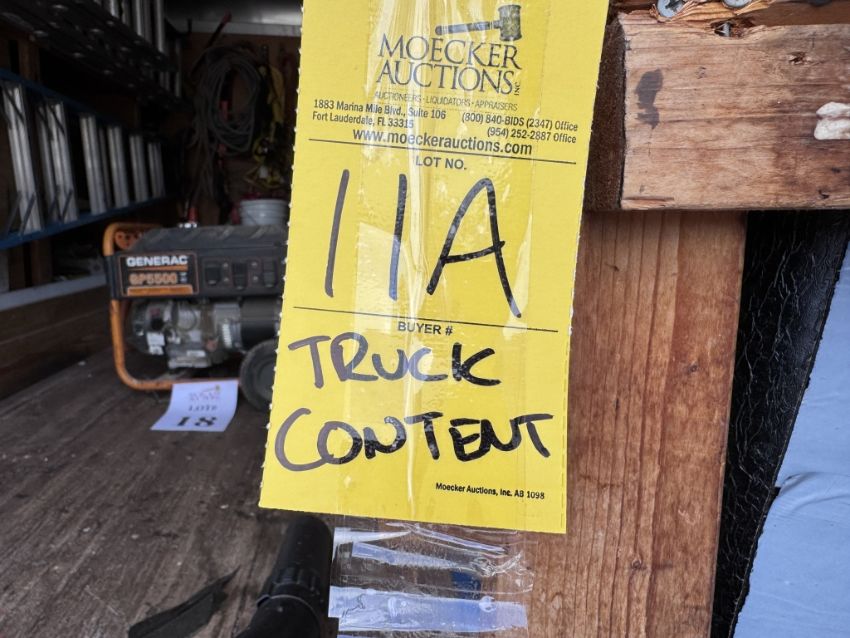 MOECKER
AUCTIONS INC.
AUCTIONEERS · LIQUIDATORS · APPRAISERS
1883 Marina Mile Blvd., Suite 106 (800) 840-BIDS (2347) Office
Fort Lauderdale, FL 33315 (954) 252-2887 Office
www.moeckerauctions.com
LOT NO.
11A
BUYER #
TRUCK
CONTENT
Moecker Auctions, Inc. AB 1098
GENERAC
GP5500
LOT#
18